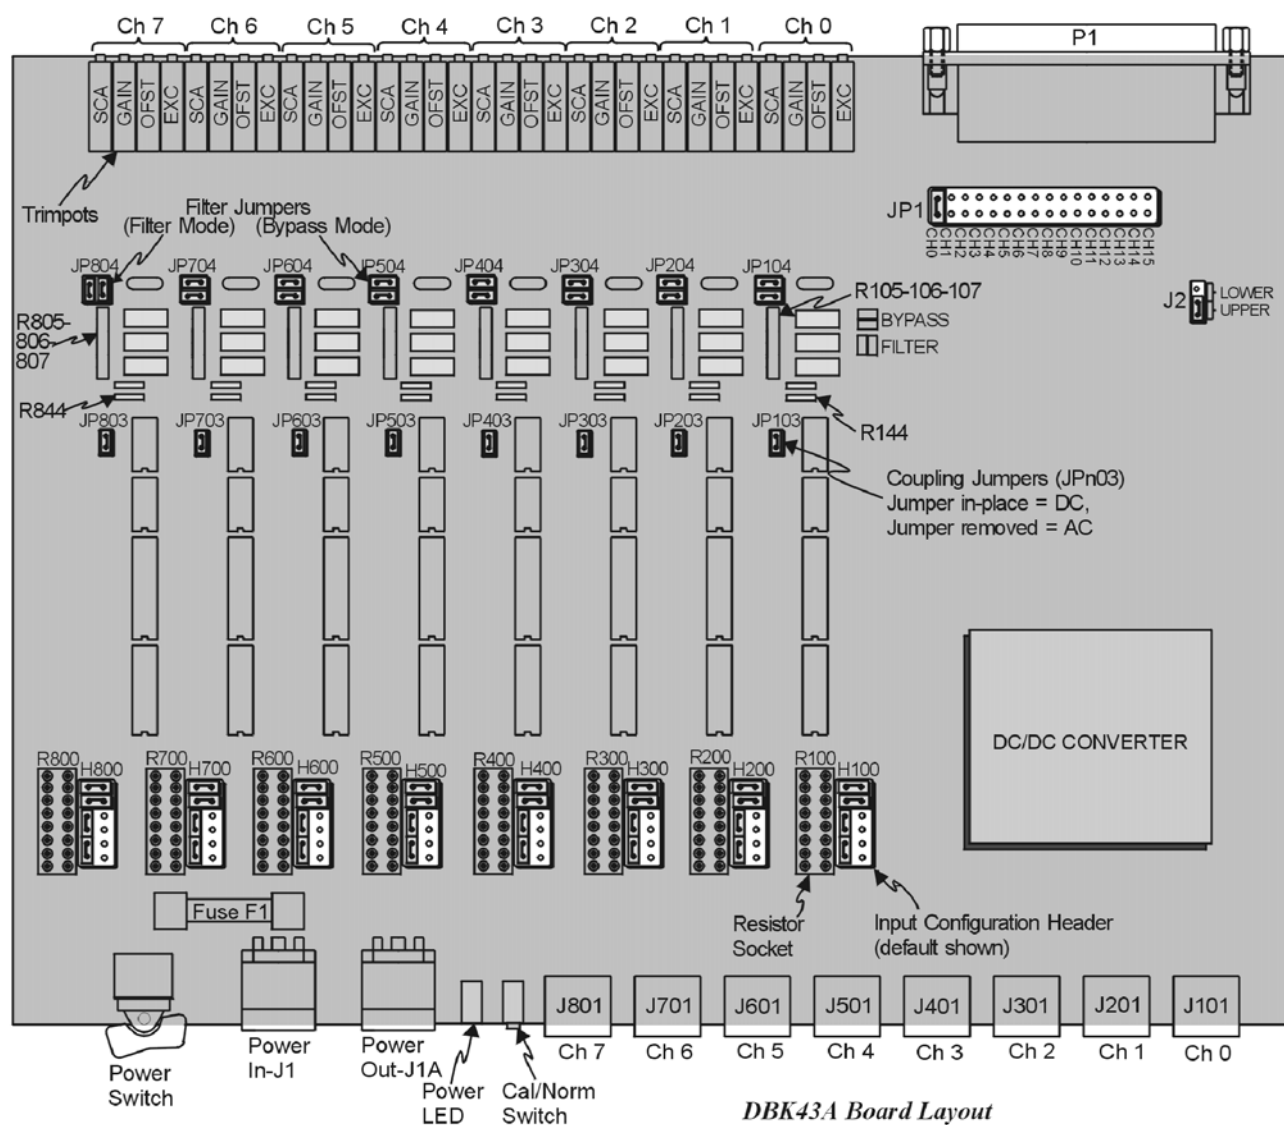 Ch 7 Ch 6 Ch 5 Ch 4 Ch 3 Ch 2 Ch 1 Ch 0
P1
SCA GAIN OFST EXC SCA GAIN OFST EXC SCA GAIN OFST EXC SCA GAIN OFST EXC SCA GAIN OFST EXC SCA GAIN OFST EXC SCA GAIN OFST EXC SCA GAIN OFST EXC
Trimpots
Filter Jumpers
(Filter Mode) (Bypass Mode)
JP1
CH0 CH1 CH2 CH3 CH4 CH5 CH6 CH7 CH8 CH9 CH10 CH11 CH12 CH13 CH14 CH15
JP804 JP704 JP604 JP504 JP404 JP304 JP204 JP104
R105-106-107
J2
LOWER
UPPER
R805-
806-
807
BYPASS
FILTER
R844
R144
JP803 JP703 JP603 JP503 JP403 JP303 JP203 JP103
Coupling Jumpers (JPn03)
Jumper in-place = DC,
Jumper removed = AC
DC/DC CONVERTER
R800 H800 R700 H700 R600 H600 R500 H500 R400 H400 R300 H300 R200 H200 R100 H100
Fuse F1
Resistor
Socket
Input Configuration Header
(default shown)
J801 J701 J601 J501 J401 J301 J201 J101
Ch 7 Ch 6 Ch 5 Ch 4 Ch 3 Ch 2 Ch 1 Ch 0
Power
Switch
Power
In-J1
Power
Out-J1A
Power
LED
Cal/Norm
Switch
DBK43A Board Layout